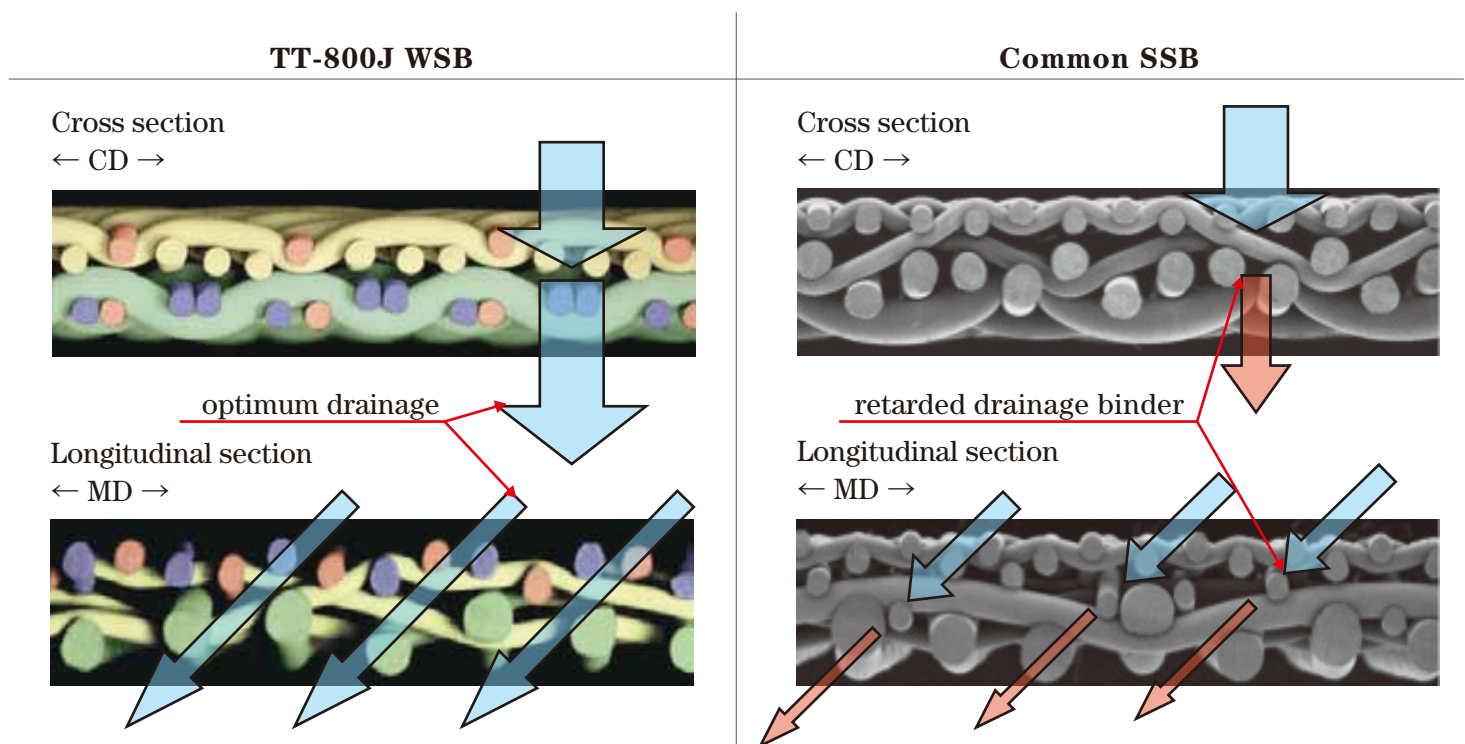 TT-800J WSB
Common SSB
Cross section
← CD →
Cross section
← CD →
optimum drainage
retarded drainage binder
Longitudinal section
← MD →
Longitudinal section
← MD →